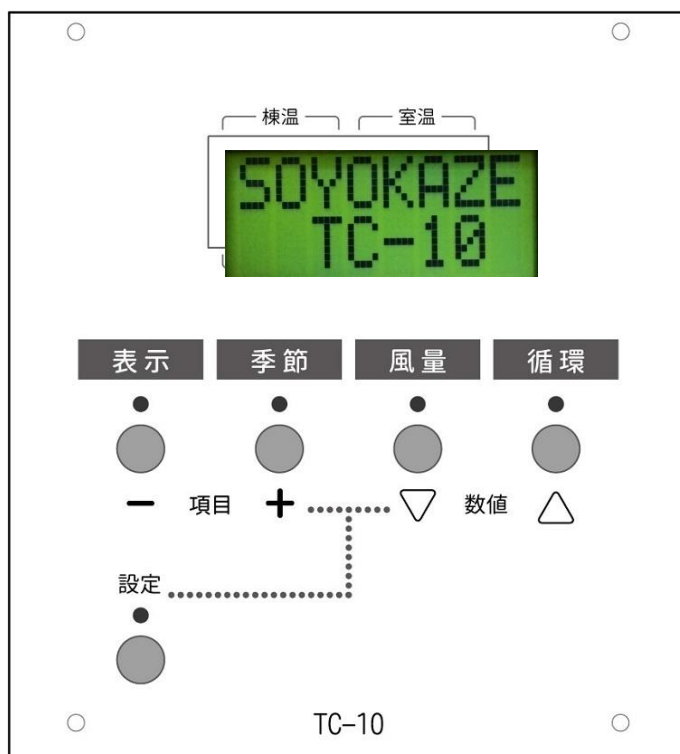 棟温 室温
SOYOKAZE
TC-10
表示 季節 風量 循環
− 項目 + ▽ 数値 △
設定
TC-10